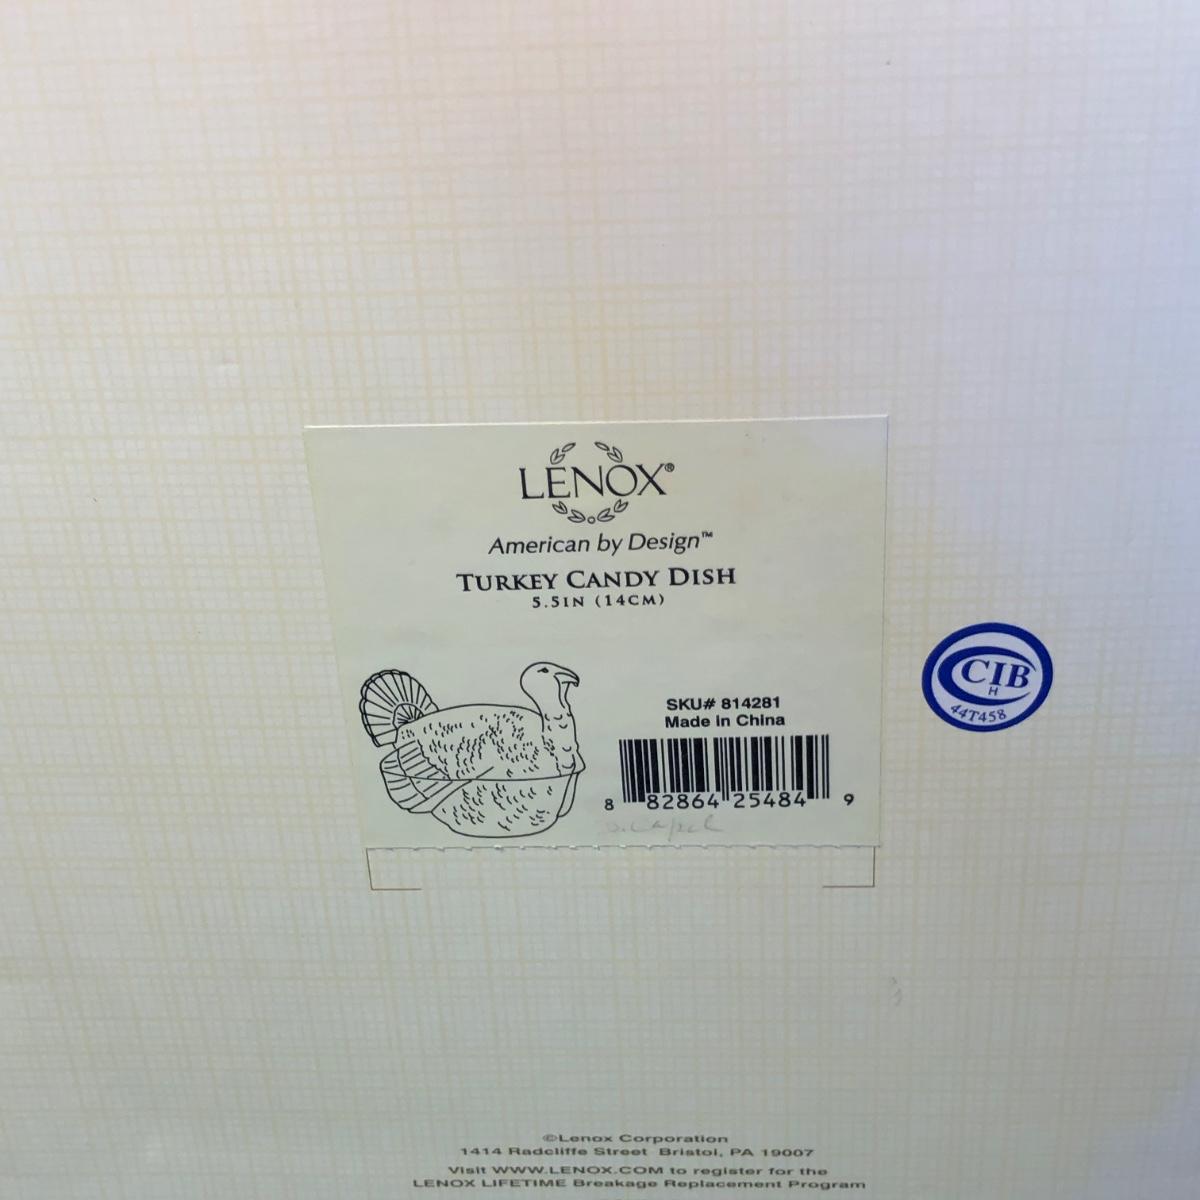 LENOX®
American by Design™
TURKEY CANDY DISH
5.5IN (14CM)
SKU# 814281
Made in China
8 82864 25484 9
CIB
H
44T458
©Lenox Corporation
1414 Radcliffe Street Bristol, PA 19007
Visit WWW.LENOX.COM to register for the
LENOX LIFETIME Breakage Replacement Program